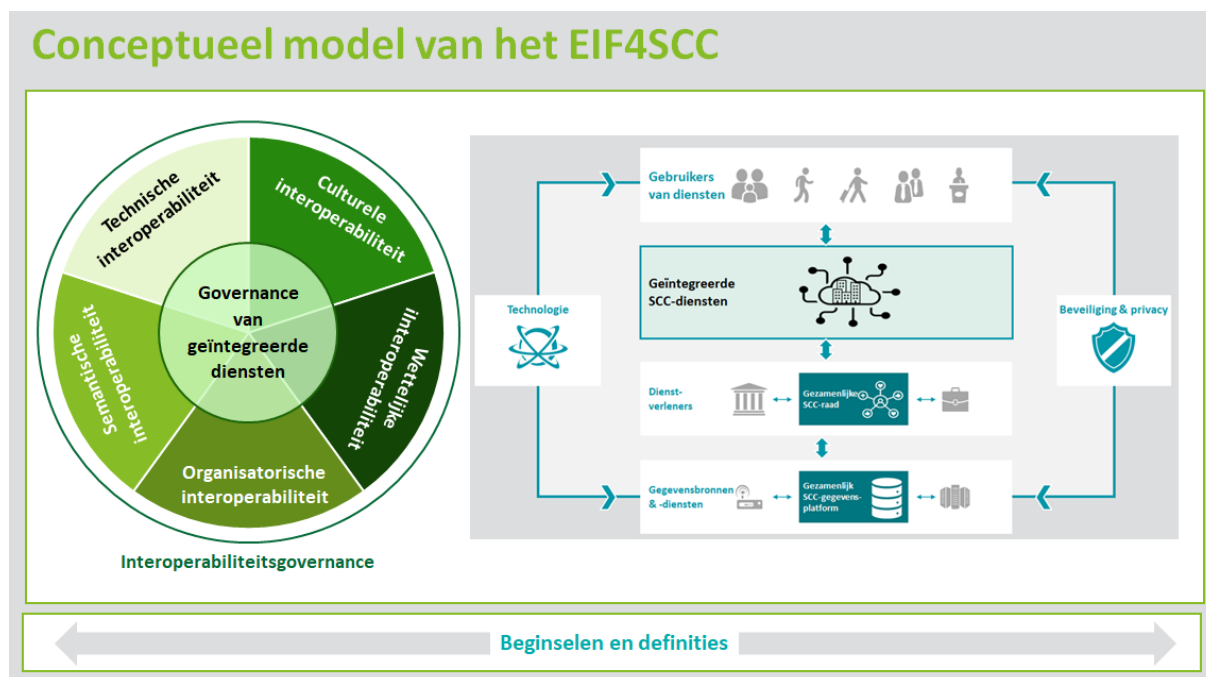 Conceptueel model van het EIF4SCC
Technische
interoperabiliteit
Culturele
interoperabiliteit
Wettelijke
iInteroperabiliteit
Organisatorische
interoperabiliteit
Semantische
interoperabiliteit
Governance
van
geïntegreerde
diensten
Interoperabiliteitsgovernance
Technologie
Gebruikers
van diensten
Geïntegreerde
SCC-diensten
Dienst-
verleners
Gezamenlijke
SCC-raad
Gegevensbronnen
& -diensten
Gezamenlijk
SCC-gegevens-
platform
Beveiliging & privacy
Beginselen en definities